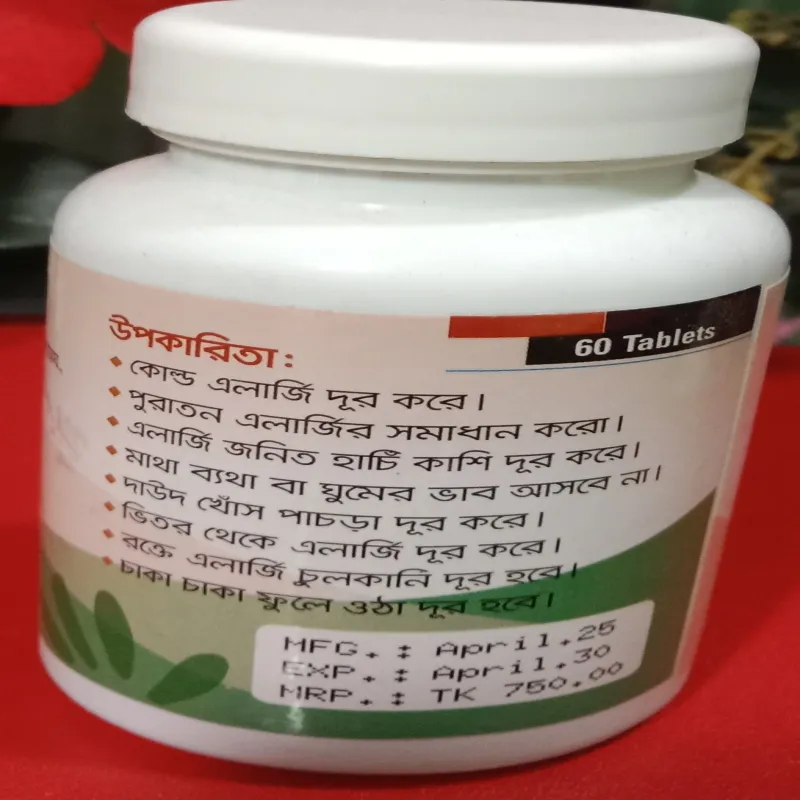 উপকারিতা:
60 Tablets
• কোল্ড এলার্জি দূর করে।
• পুরাতন এলার্জির সমাধান করো।
• এলার্জি জনিত হাচি কাশি দূর করে।
• মাথা ব্যথা বা ঘুমের ভাব আসবে না।
• দাউদ খোঁস পাচড়া দূর করে।
• ভিতর থেকে এলার্জি দূর করে।
• রক্তে এলার্জি চুলকানি দূর হবে।
• চাকা চাকা ফুলে ওঠা দূর হবে।
MFG. : April.25
EXP. : April.30
MRP. : TK 750.00